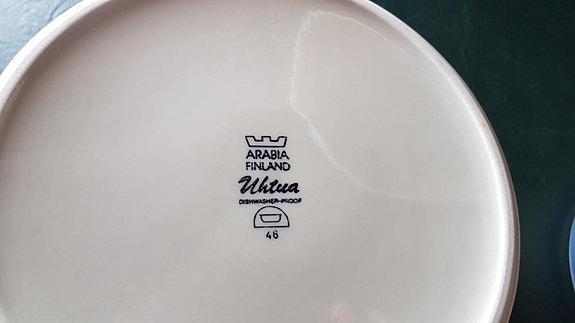 ARABIA
FINLAND
Uhtua
DISHWASHER-PROOF
46